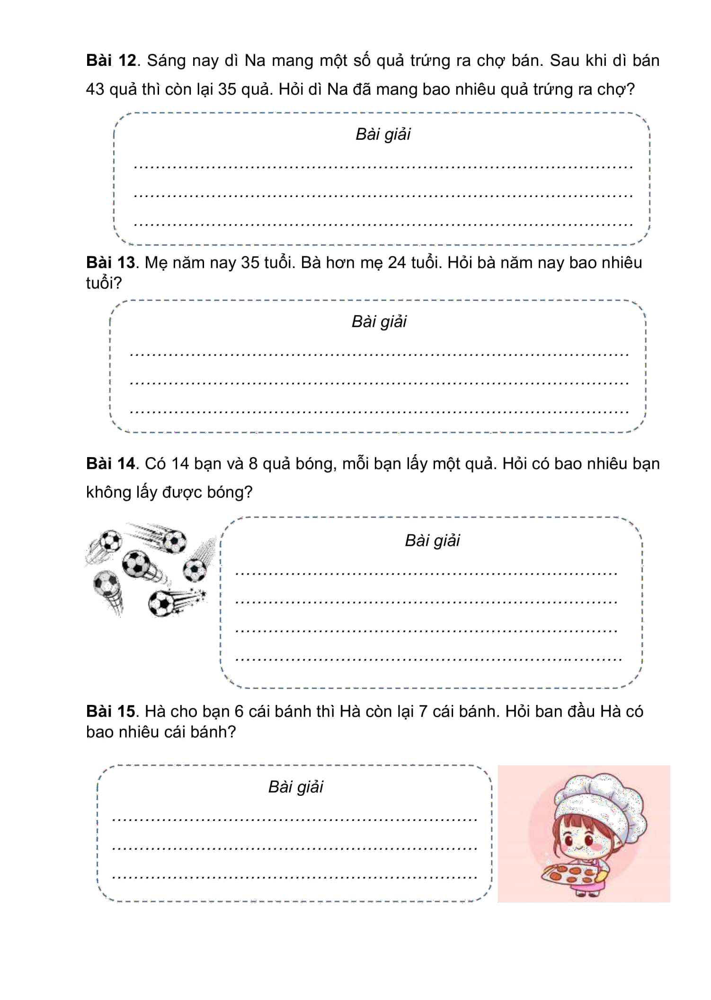 Bài 12. Sáng nay dì Na mang một số quả trứng ra chợ bán. Sau khi dì bán
43 quả thì còn lại 35 quả. Hỏi dì Na đã mang bao nhiêu quả trứng ra chợ?
Bài giải
Bài 13. Mẹ năm nay 35 tuổi. Bà hơn mẹ 24 tuổi. Hỏi bà năm nay bao nhiêu
tuổi?
Bài giải
Bài 14. Có 14 bạn và 8 quả bóng, mỗi bạn lấy một quả. Hỏi có bao nhiêu bạn
không lấy được bóng?
Bài giải
Bài 15. Hà cho bạn 6 cái bánh thì Hà còn lại 7 cái bánh. Hỏi ban đầu Hà có
bao nhiêu cái bánh?
Bài giải